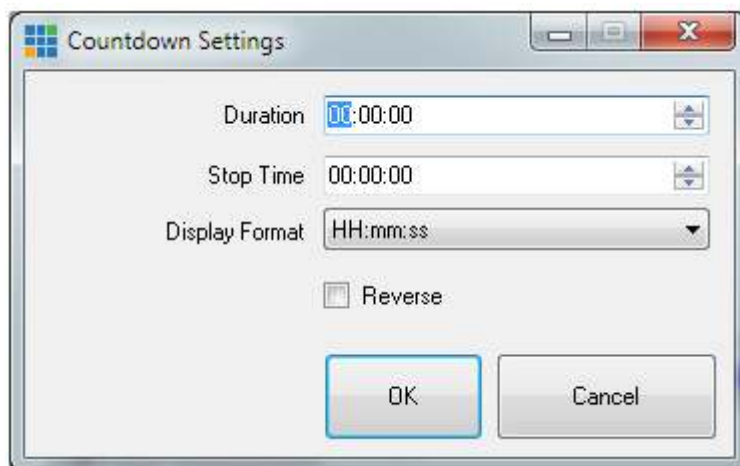 Countdown Settings
Duration 00:00:00
Stop Time 00:00:00
Display Format HH:mm:ss
Reverse
OK Cancel